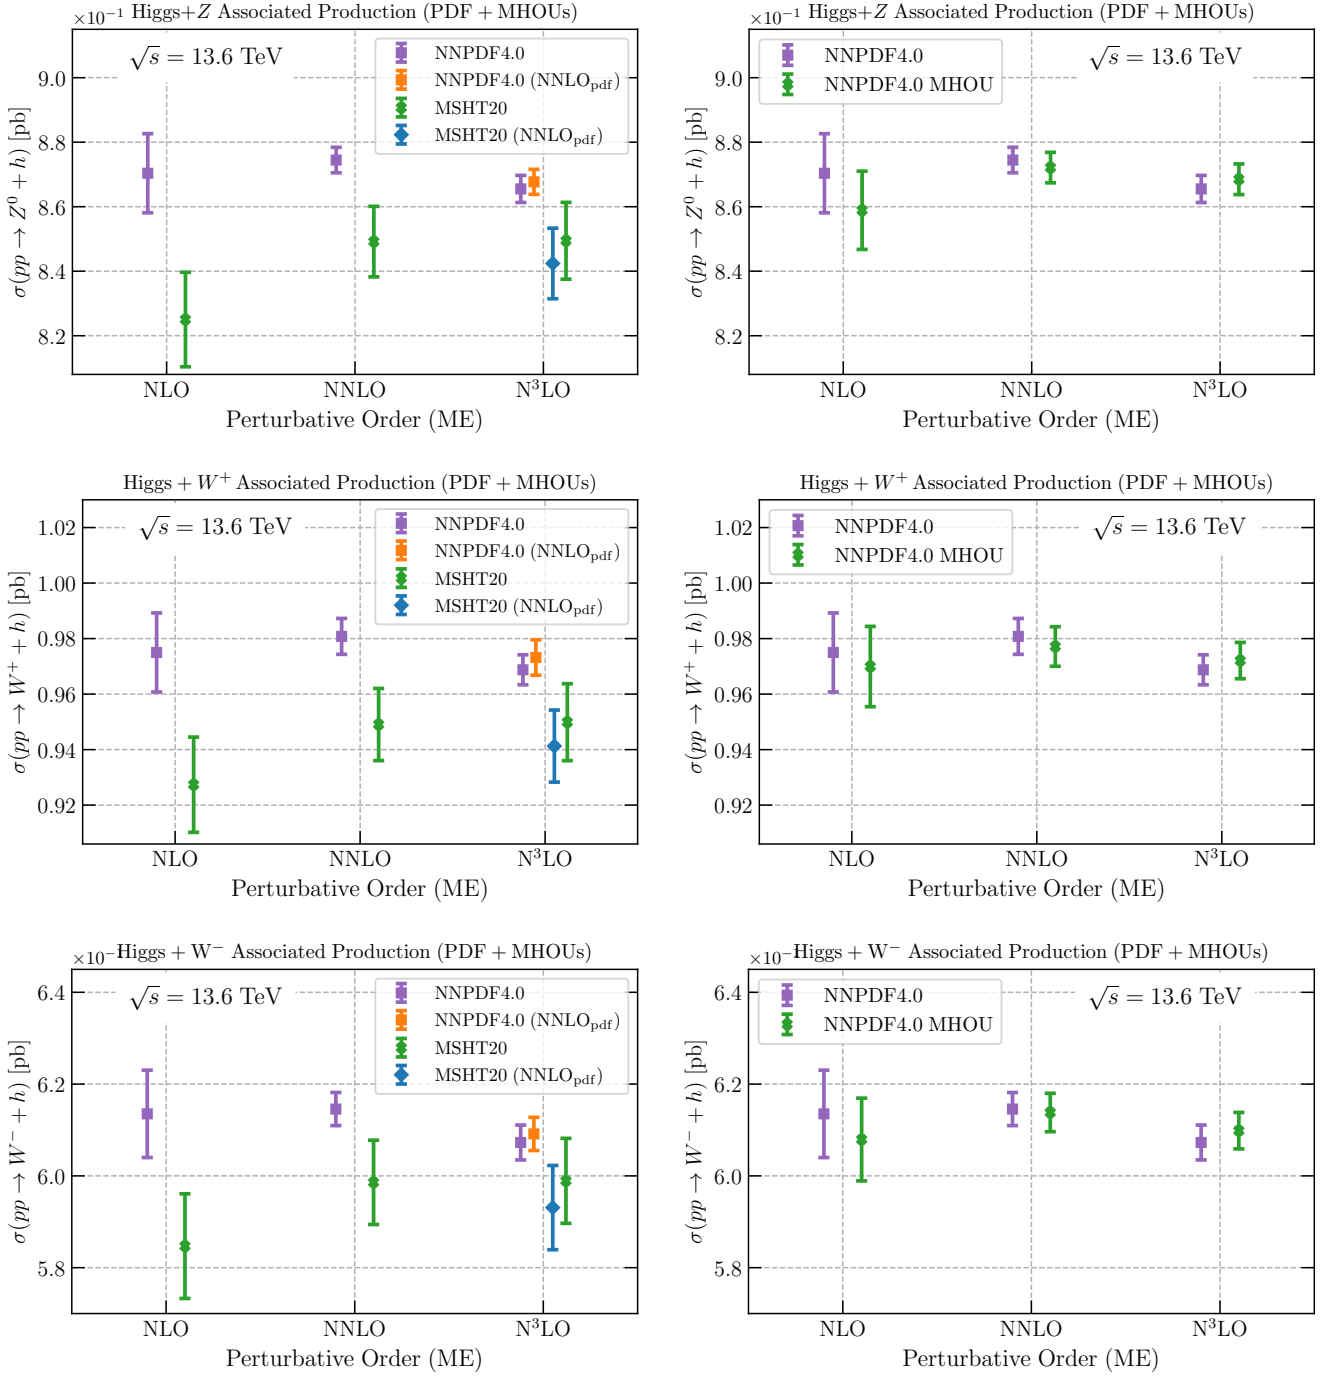 ×10⁻¹ Higgs+Z Associated Production (PDF + MHOUs)
√s = 13.6 TeV
NNPDF4.0
NNPDF4.0 (NNLO_pdf)
MSHT20
MSHT20 (NNLO_pdf)
σ(pp → Z⁰ + h) [pb]
9.0
8.8
8.6
8.4
8.2
NLO
NNLO
N³LO
Perturbative Order (ME)
×10⁻¹ Higgs+Z Associated Production (PDF + MHOUs)
NNPDF4.0
NNPDF4.0 MHOU
√s = 13.6 TeV
σ(pp → Z⁰ + h) [pb]
9.0
8.8
8.6
8.4
8.2
NLO
NNLO
N³LO
Perturbative Order (ME)
Higgs + W⁺ Associated Production (PDF + MHOUs)
√s = 13.6 TeV
NNPDF4.0
NNPDF4.0 (NNLO_pdf)
MSHT20
MSHT20 (NNLO_pdf)
σ(pp → W⁺ + h) [pb]
1.02
1.00
0.98
0.96
0.94
0.92
NLO
NNLO
N³LO
Perturbative Order (ME)
Higgs + W⁺ Associated Production (PDF + MHOUs)
NNPDF4.0
NNPDF4.0 MHOU
√s = 13.6 TeV
σ(pp → W⁺ + h) [pb]
1.02
1.00
0.98
0.96
0.94
0.92
NLO
NNLO
N³LO
Perturbative Order (ME)
×10⁻ Higgs + W⁻ Associated Production (PDF + MHOUs)
√s = 13.6 TeV
NNPDF4.0
NNPDF4.0 (NNLO_pdf)
MSHT20
MSHT20 (NNLO_pdf)
σ(pp → W⁻ + h) [pb]
6.4
6.2
6.0
5.8
NLO
NNLO
N³LO
Perturbative Order (ME)
×10⁻ Higgs + W⁻ Associated Production (PDF + MHOUs)
NNPDF4.0
NNPDF4.0 MHOU
√s = 13.6 TeV
σ(pp → W⁻ + h) [pb]
6.4
6.2
6.0
5.8
NLO
NNLO
N³LO
Perturbative Order (ME)